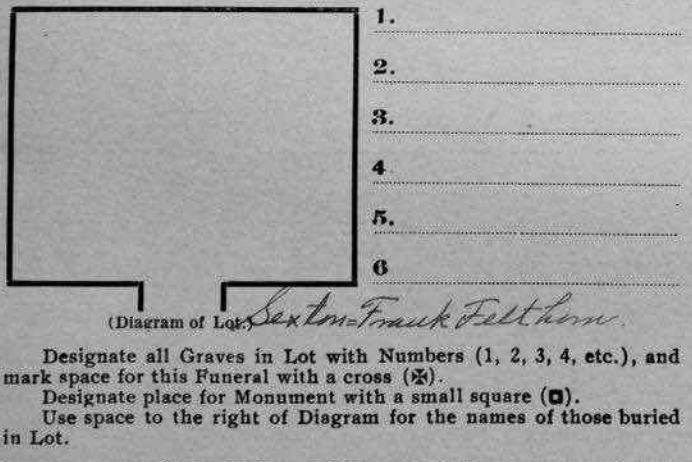 1.
2.
3.
4
5.
6
(Diagram of Lot.) Sexton=Frank Felthorn.
Designate all Graves in Lot with Numbers (1, 2, 3, 4, etc.), and
mark space for this Funeral with a cross (✠).
Designate place for Monument with a small square (◘).
Use space to the right of Diagram for the names of those buried
in Lot.